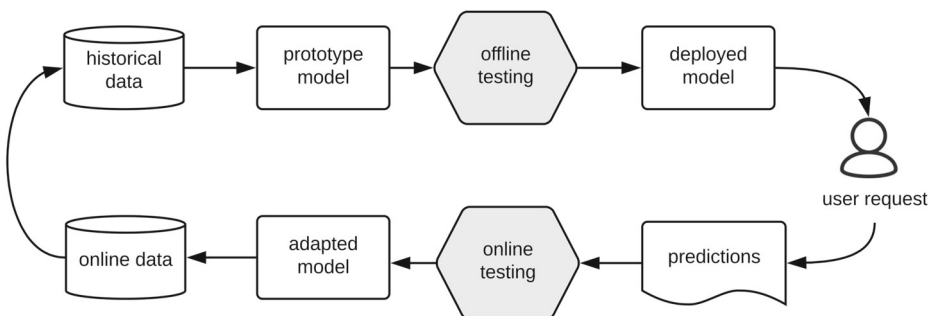 historical
data
prototype
model
offline
testing
deployed
model
user request
predictions
online
testing
adapted
model
online data